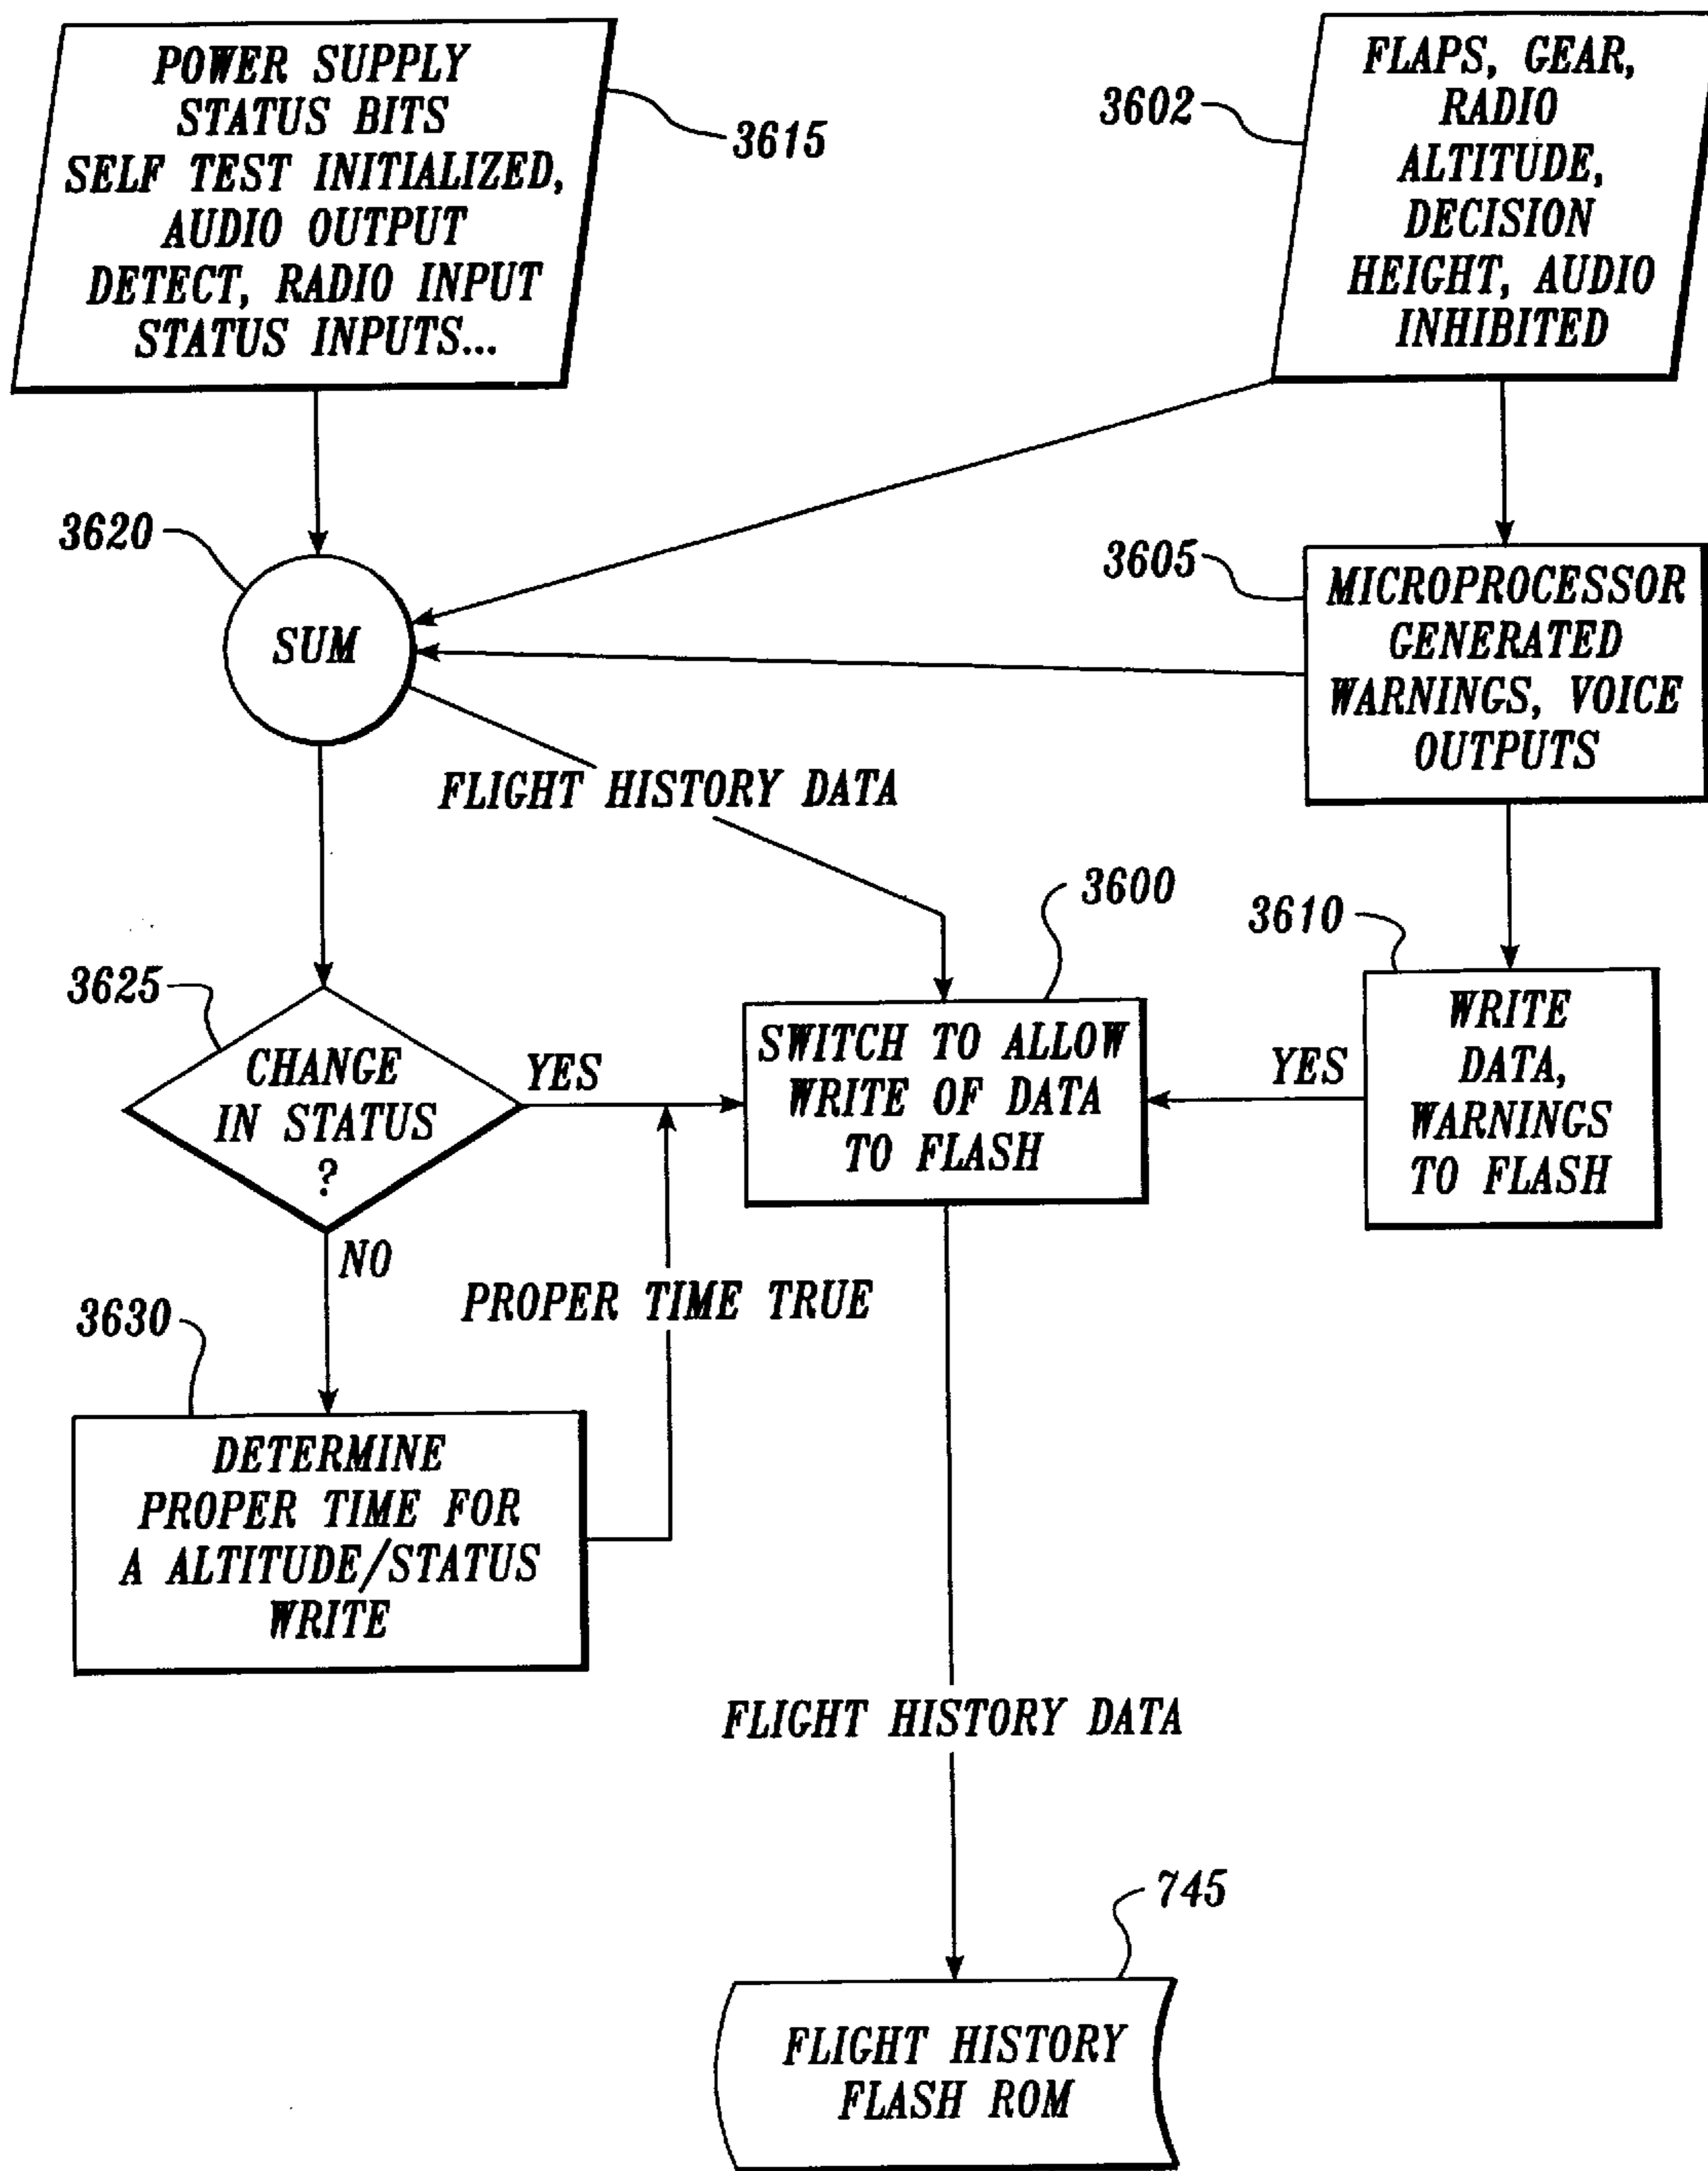 POWER SUPPLY
STATUS BITS
SELF TEST INITIALIZED,
AUDIO OUTPUT
DETECT, RADIO INPUT
STATUS INPUTS...
3615
3602
FLAPS, GEAR,
RADIO
ALTITUDE,
DECISION
HEIGHT, AUDIO
INHIBITED
3620
SUM
3605
MICROPROCESSOR
GENERATED
WARNINGS, VOICE
OUTPUTS
FLIGHT HISTORY DATA
3600
3610
3625
CHANGE
IN STATUS
?
YES
SWITCH TO ALLOW
WRITE OF DATA
TO FLASH
YES
WRITE
DATA,
WARNINGS
TO FLASH
NO
PROPER TIME TRUE
3630
DETERMINE
PROPER TIME FOR
A ALTITUDE/STATUS
WRITE
FLIGHT HISTORY DATA
745
FLIGHT HISTORY
FLASH ROM